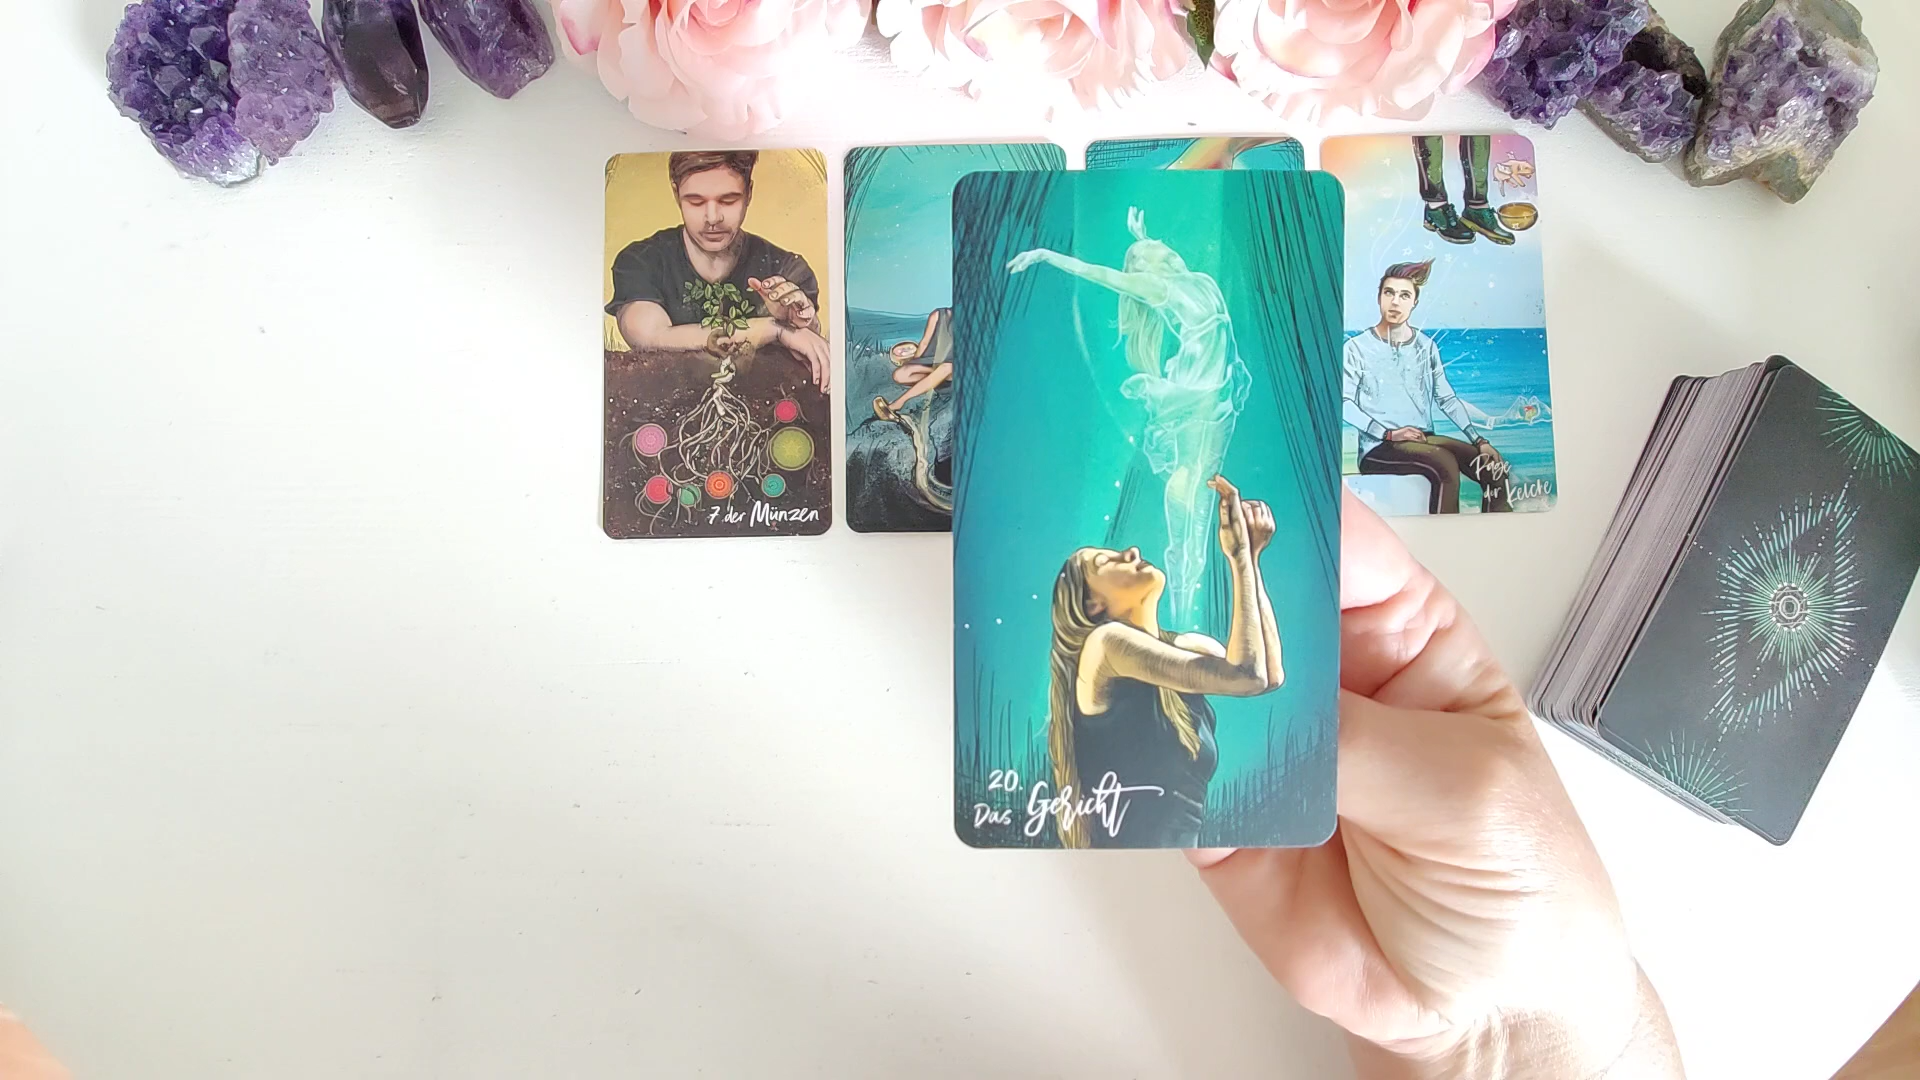 7 der Münzen
Page
der Kelche
20.
Das Gericht